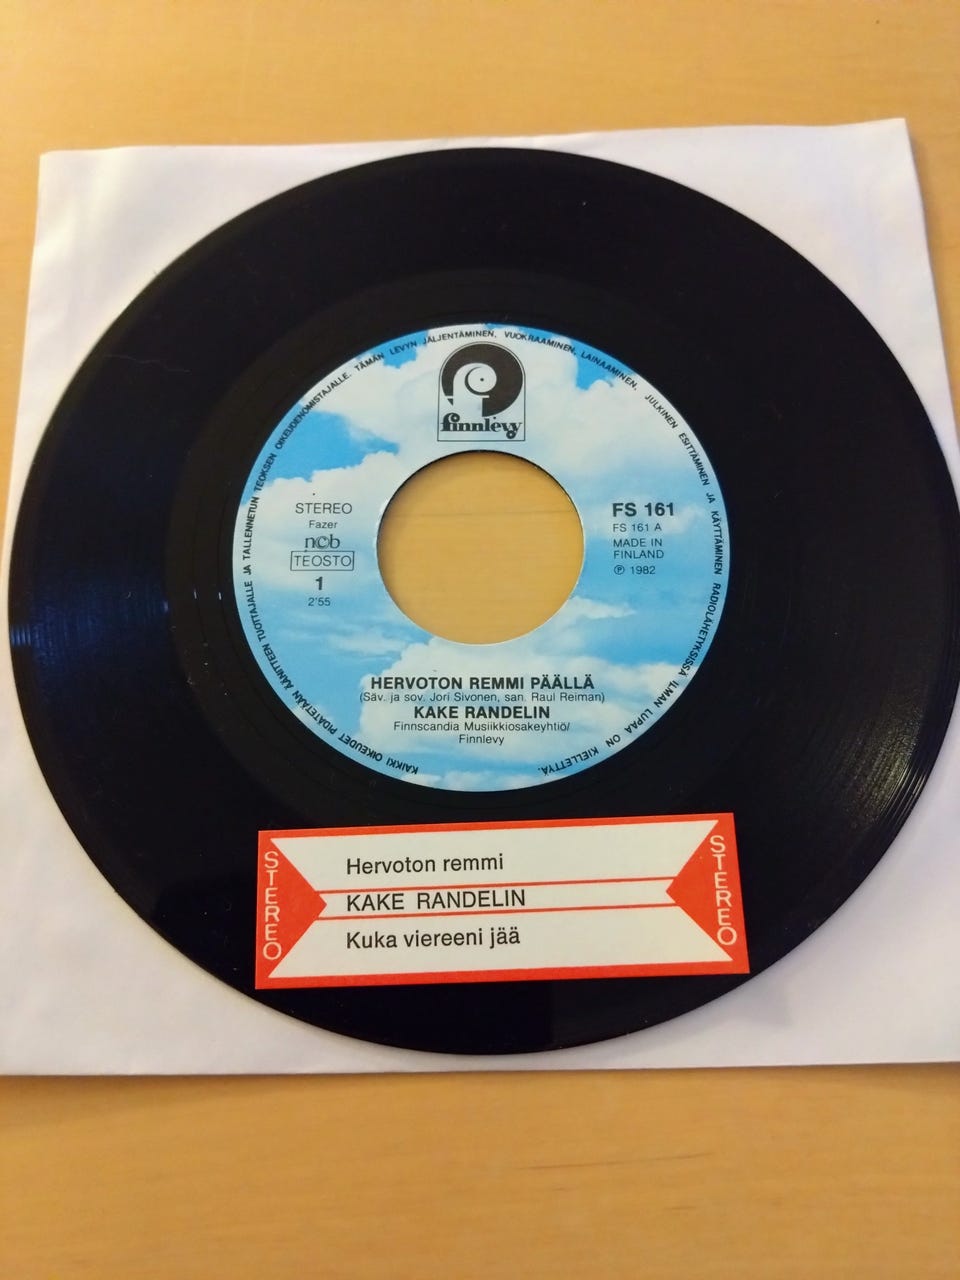 KAIKKI OIKEUDET PIDÄTETÄÄN ÄÄNITTEEN TUOTTAJALLE JA TALLENNETUN TEOKSEN OIKEUDENOMISTAJALLE. TÄMÄN LEVYN JÄLJENTÄMINEN, VUOKRAAMINEN, LAINAAMINEN, JULKINEN ESITTÄMINEN JA KÄYTTÄMINEN RADIOLÄHETYKSISSÄ ILMAN LUPAA ON KIELLETTYÄ.
finnlevy
STEREO
Fazer
ncb
TEOSTO
1
2'55
FS 161
FS 161 A
MADE IN
FINLAND
℗ 1982
HERVOTON REMMI PÄÄLLÄ
(Säv. ja sov. Jori Sivonen, san. Raul Reiman)
KAKE RANDELIN
Finnscandia Musiikkiosakeyhtiö/
Finnlevy
STEREO
Hervoton remmi
KAKE RANDELIN
Kuka viereeni jää
STEREO